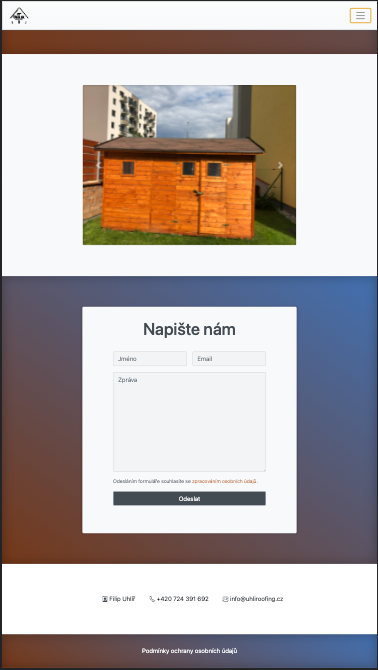 Napište nám
Jméno
Email
Zpráva
Odesláním formuláře souhlasíte se zpracováním osobních údajů.
Odeslat
Filip Uhlíř
+420 724 391 692
info@uhliroofing.cz
Podmínky ochrany osobních údajů